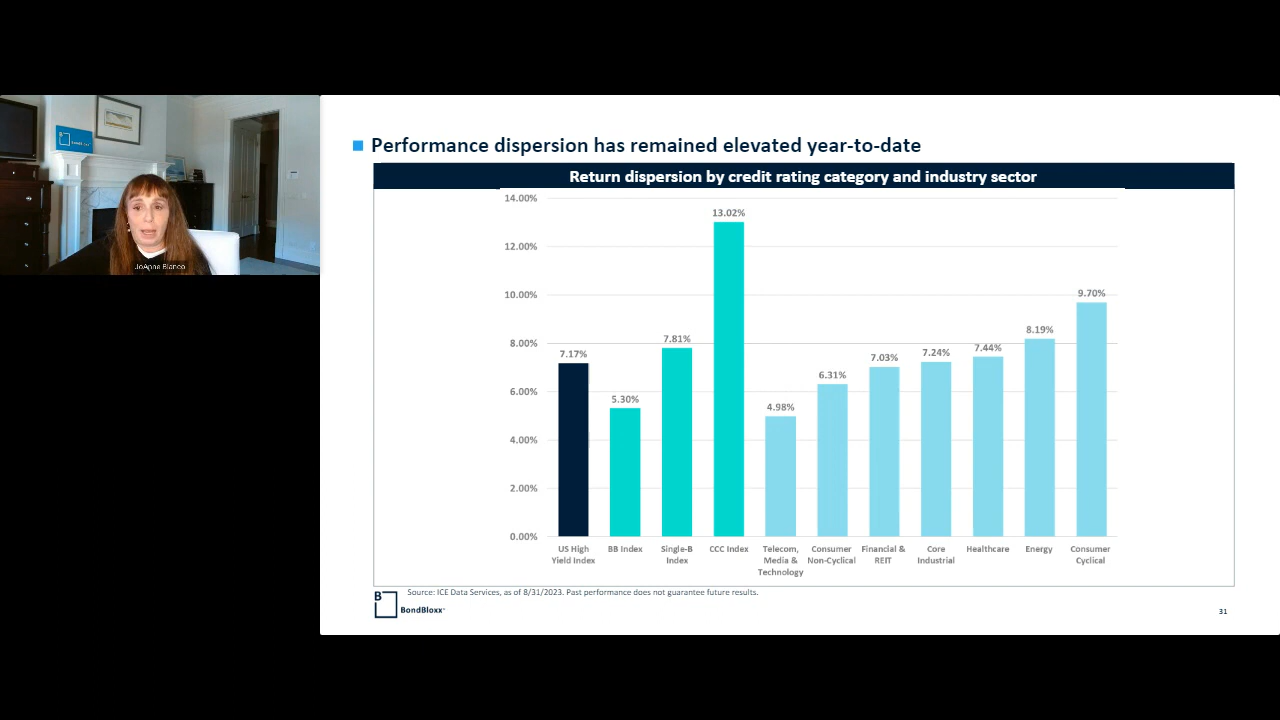 BondBloxx
JoAnne Bianco
Performance dispersion has remained elevated year-to-date
Return dispersion by credit rating category and industry sector
14.00%
12.00%
10.00%
8.00%
6.00%
4.00%
2.00%
0.00%
7.17%
5.30%
7.81%
13.02%
4.98%
6.31%
7.03%
7.24%
7.44%
8.19%
9.70%
US High
Yield Index
BB Index
Single-B
Index
CCC Index
Telecom,
Media &
Technology
Consumer
Non-Cyclical
Financial &
REIT
Core
Industrial
Healthcare
Energy
Consumer
Cyclical
Source: ICE Data Services, as of 8/31/2023. Past performance does not guarantee future results.
B
BondBloxx
31